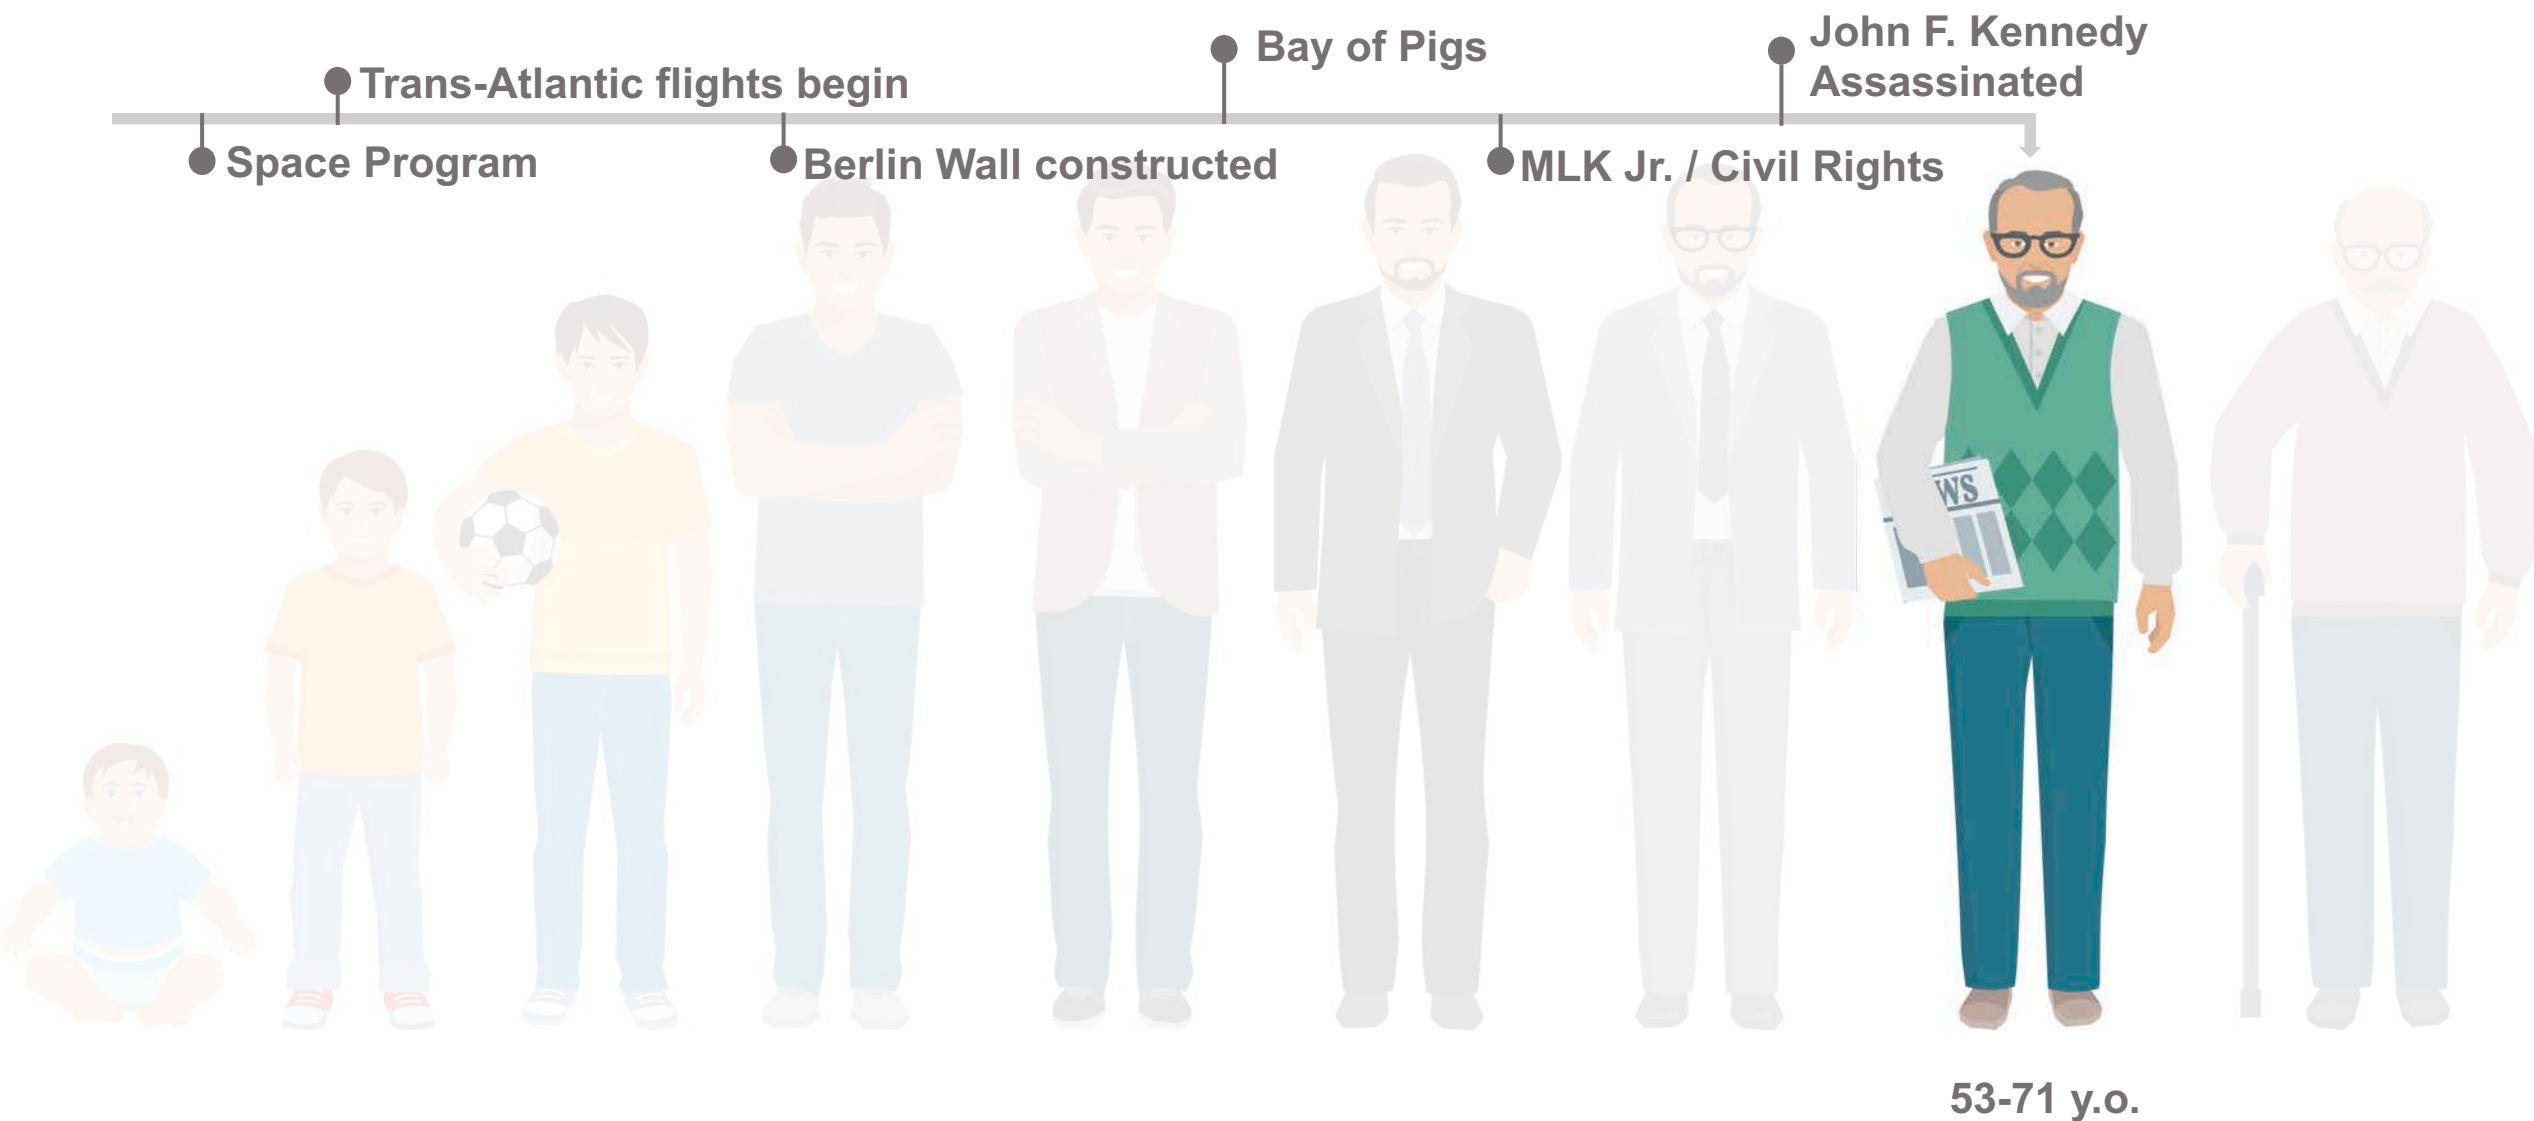 John F. Kennedy
Assassinated
Bay of Pigs
Trans-Atlantic flights begin
Space Program
Berlin Wall constructed
MLK Jr. / Civil Rights
WS
53-71 y.o.